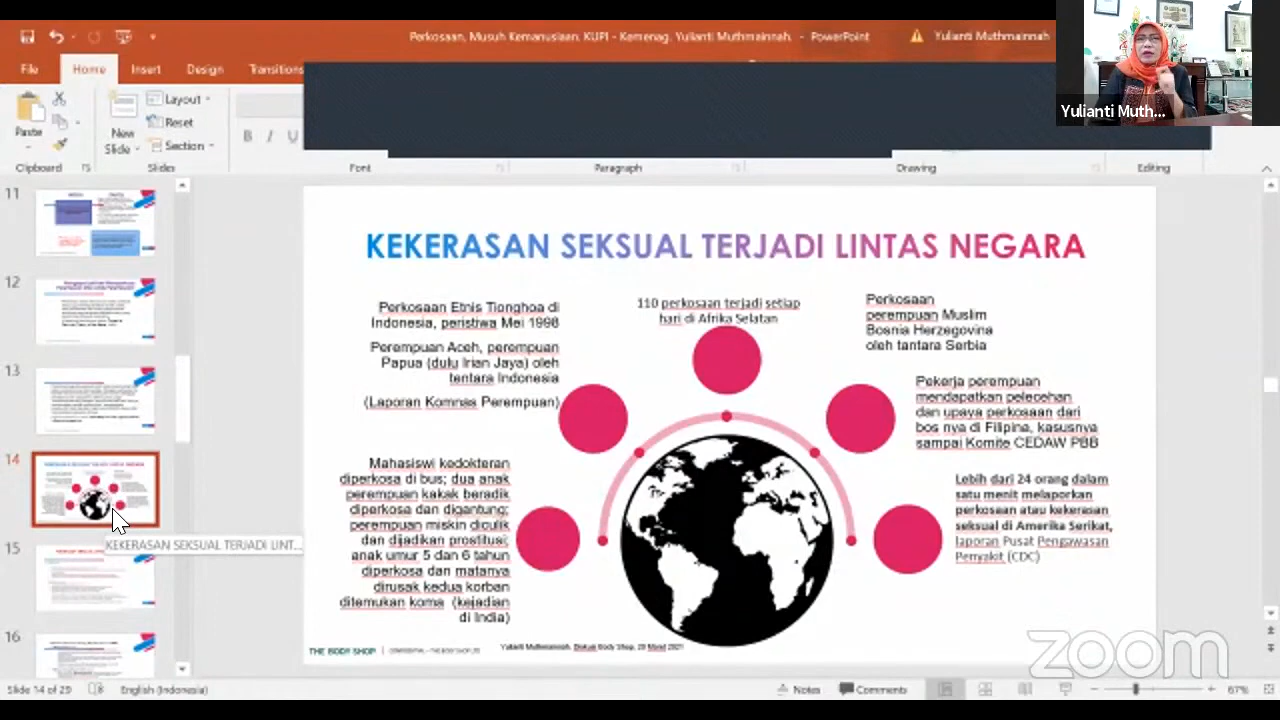 Perkosaan, Musuh Kemanusiaan. KUPI - Kemenag. Yulianti Muthmainnah. - PowerPoint
Yulianti Muthmainnah
File Home Insert Design Transitions
Paste
New
Slide
Layout
Reset
Section
B I U
Clipboard Slides Font Paragraph Drawing Editing
Yulianti Muth...
11
12
13
14
15
16
KEKERASAN SEKSUAL TERJADI LINT...
KEKERASAN SEKSUAL TERJADI LINTAS NEGARA
Perkosaan Etnis Tionghoa di
Indonesia, peristiwa Mei 1998
Perempuan Aceh, perempuan
Papua (dulu Irian Jaya) oleh
tentara Indonesia
(Laporan Komnas Perempuan)
110 perkosaan terjadi setiap
hari di Afrika Selatan
Perkosaan
perempuan Muslim
Bosnia Herzegovina
oleh tantara Serbia
Pekerja perempuan
mendapatkan pelecehan
dan upaya perkosaan dari
bos nya di Filipina, kasusnya
sampai Komite CEDAW PBB
Mahasiswi kedokteran
diperkosa di bus; dua anak
perempuan kakak beradik
diperkosa dan digantung;
perempuan miskin diculik
dan dijadikan prostitusi;
anak umur 5 dan 6 tahun
diperkosa dan matanya
dirusak kedua korban
ditemukan koma (kejadian
di India)
Lebih dari 24 orang dalam
satu menit melaporkan
perkosaan atau kekerasan
seksual di Amerika Serikat,
laporan Pusat Pengawasan
Penyakit (CDC)
THE BODY SHOP | CONFIDENTIAL - THE BODY SHOP LTD
Yulianti Muthmainnah, Diskusi Body Shop, 20 Maret 2021
zoom
Slide 14 of 29 English (Indonesia) Notes Comments 67%